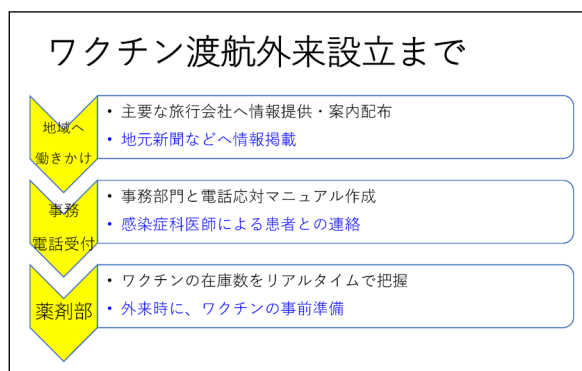 ワクチン渡航外来設立まで
地域へ
働きかけ
• 主要な旅行会社へ情報提供・案内配布
• 地元新聞などへ情報掲載
事務
電話受付
• 事務部門と電話応対マニュアル作成
• 感染症科医師による患者との連絡
薬剤部
• ワクチンの在庫数をリアルタイムで把握
• 外来時に、ワクチンの事前準備